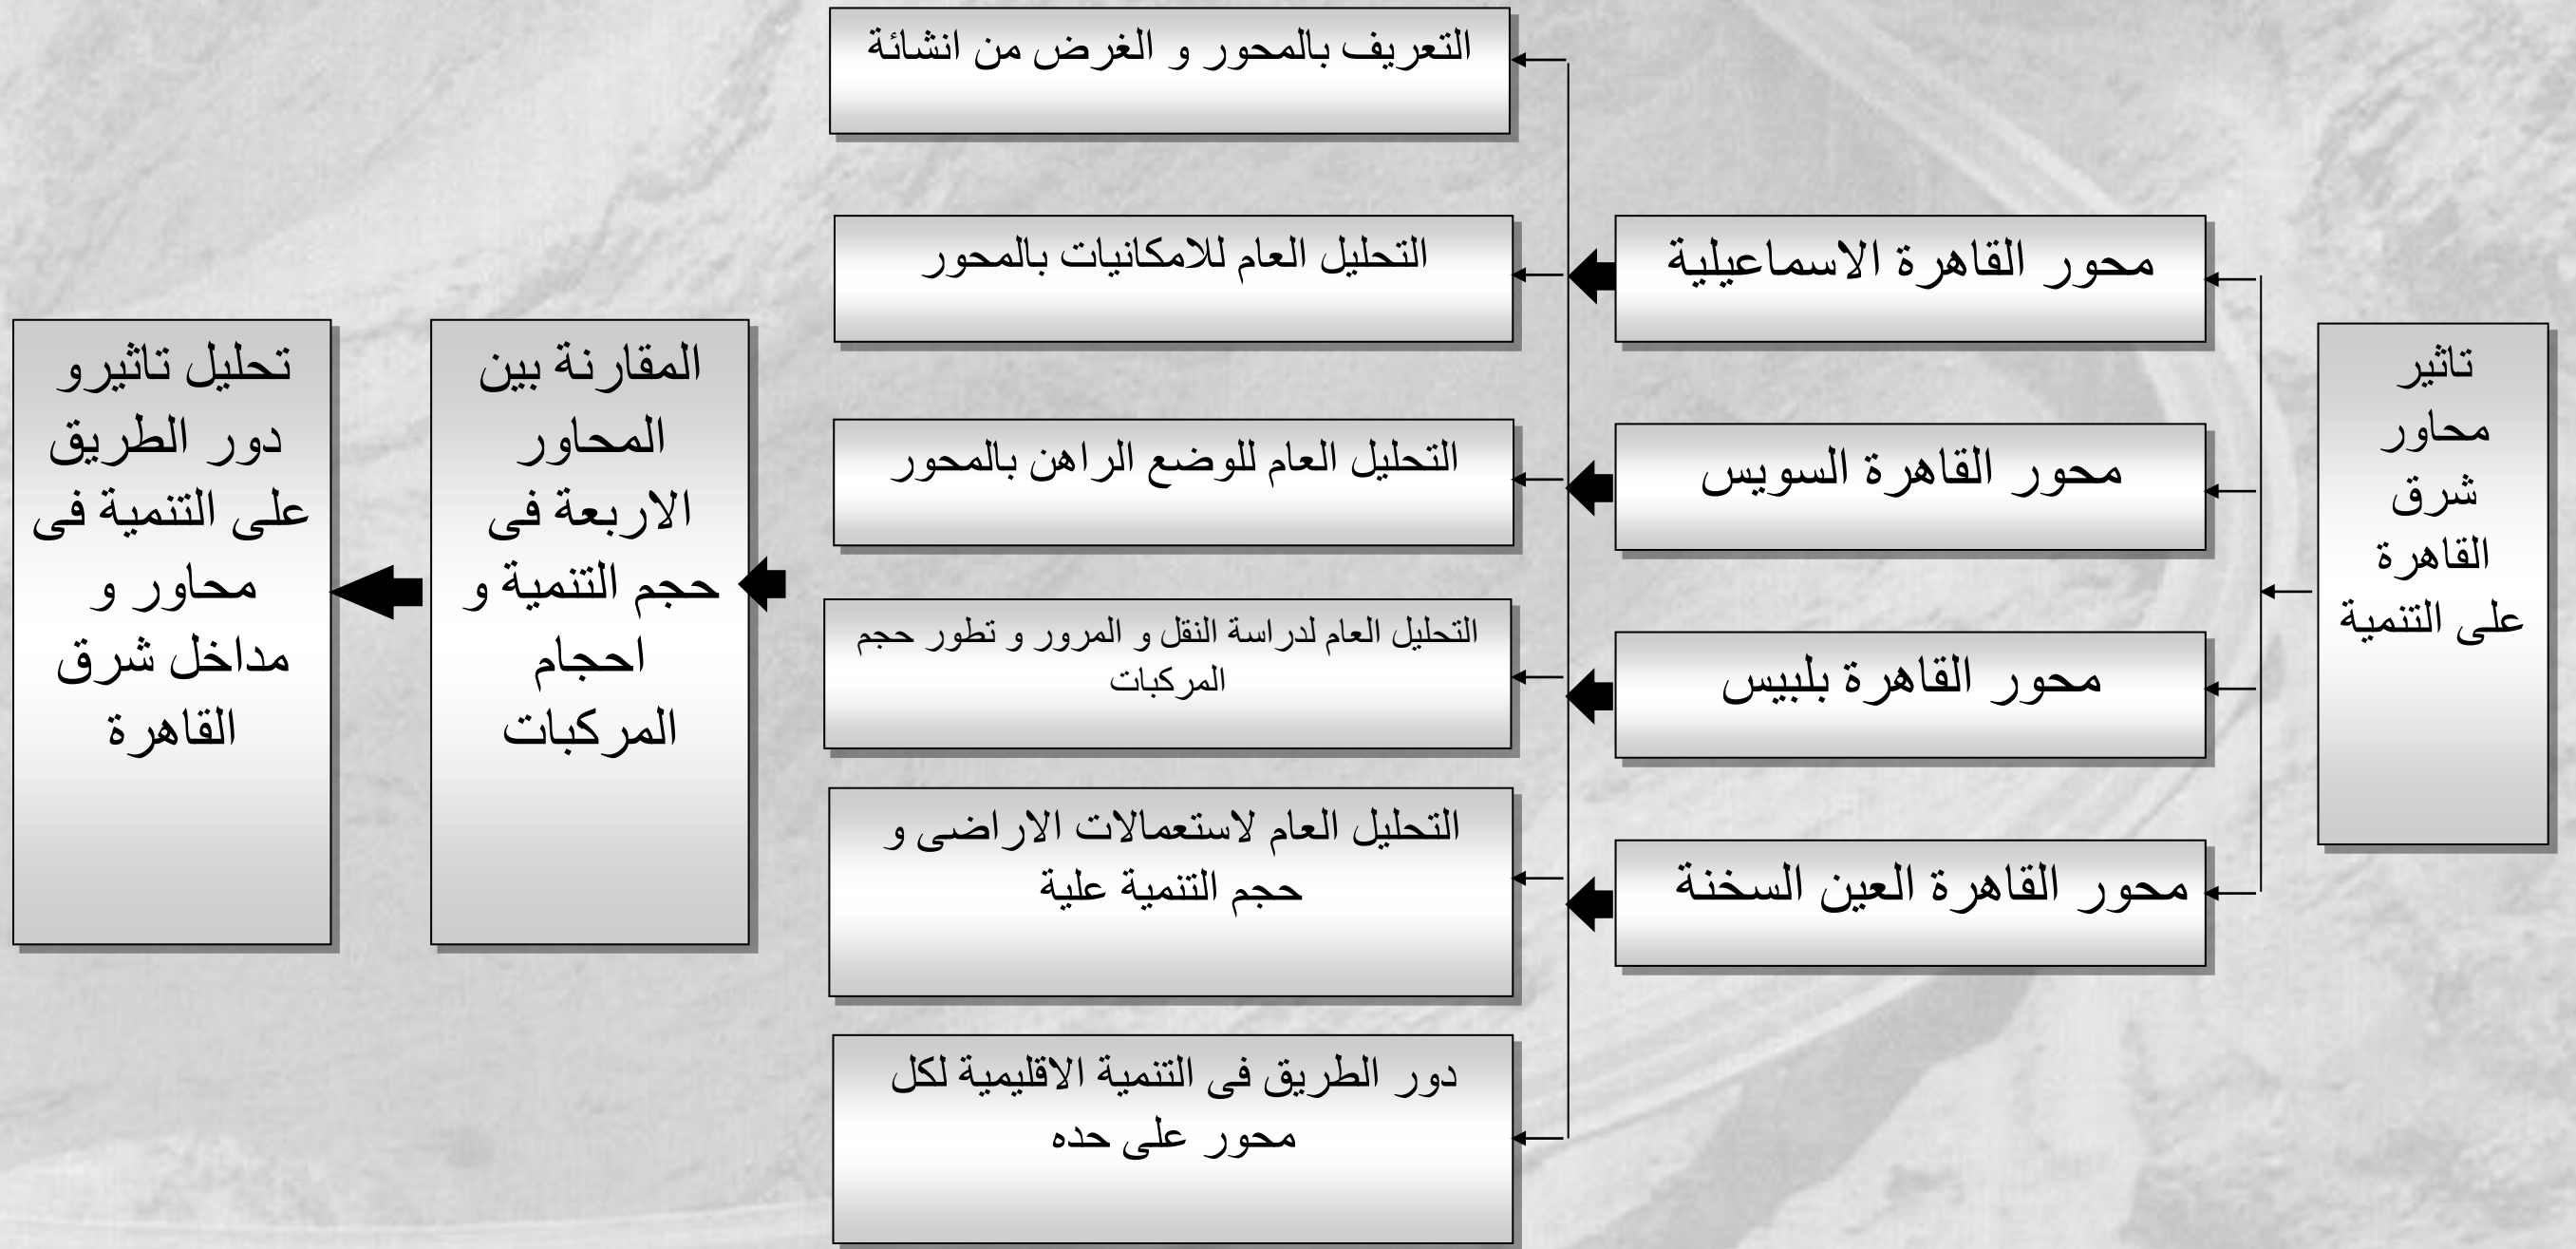 تاثير
محاور
شرق
القاهرة
على التنمية
محور القاهرة الاسماعيلية
محور القاهرة السويس
محور القاهرة بلبيس
محور القاهرة العين السخنة
التعريف بالمحور و الغرض من انشائة
التحليل العام للامكانيات بالمحور
التحليل العام للوضع الراهن بالمحور
التحليل العام لدراسة النقل و المرور و تطور حجم
المركبات
التحليل العام لاستعمالات الاراضى و
حجم التنمية علية
دور الطريق فى التنمية الاقليمية لكل
محور على حده
المقارنة بين
المحاور
الاربعة فى
حجم التنمية و
احجام
المركبات
تحليل تاثيرو
دور الطريق
على التنمية فى
محاور و
مداخل شرق
القاهرة